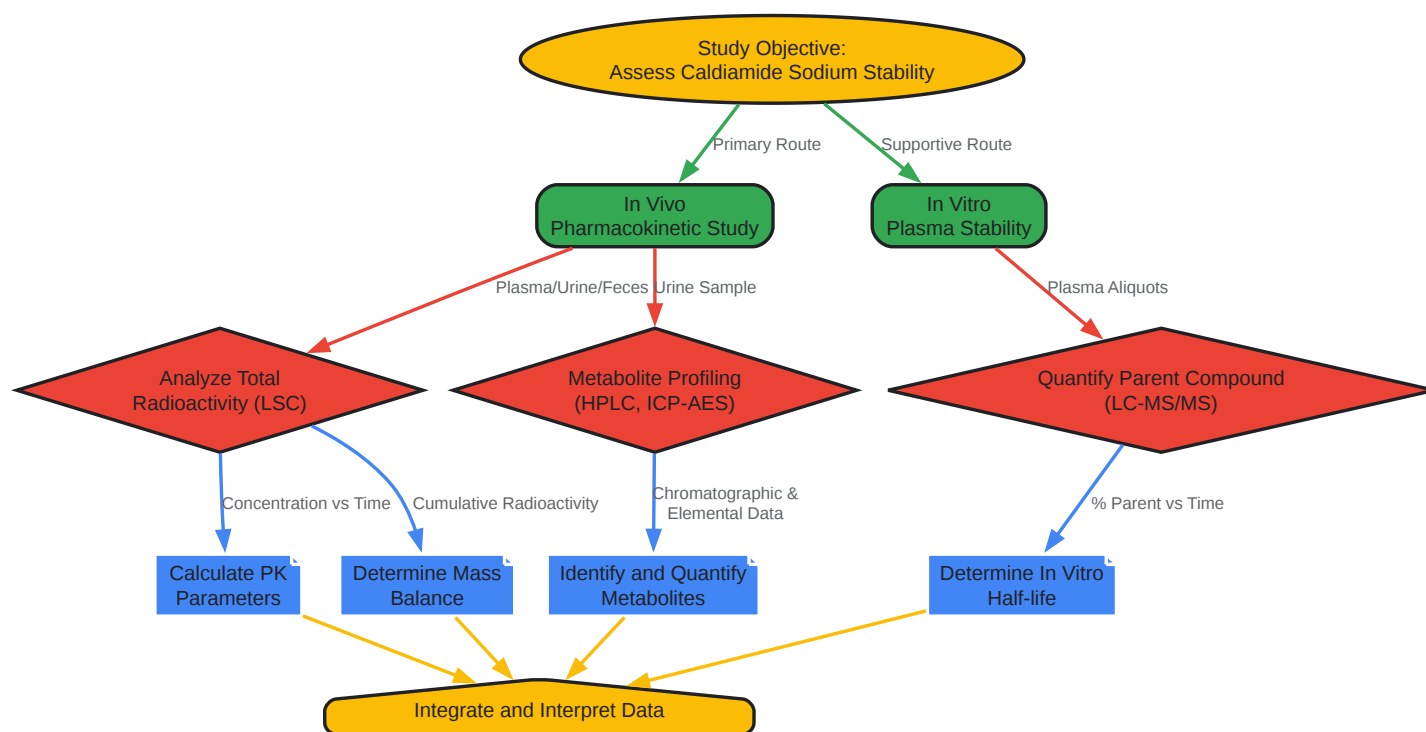 Study Objective:
Assess Caldiamide Sodium Stability
Primary Route
Supportive Route
In Vivo
Pharmacokinetic Study
In Vitro
Plasma Stability
Plasma/Urine/Feces
Urine Sample
Plasma Aliquots
Analyze Total
Radioactivity (LSC)
Metabolite Profiling
(HPLC, ICP-AES)
Quantify Parent Compound
(LC-MS/MS)
Concentration vs Time
Cumulative Radioactivity
Chromatographic &
Elemental Data
% Parent vs Time
Calculate PK
Parameters
Determine Mass
Balance
Identify and Quantify
Metabolites
Determine In Vitro
Half-life
Integrate and Interpret Data